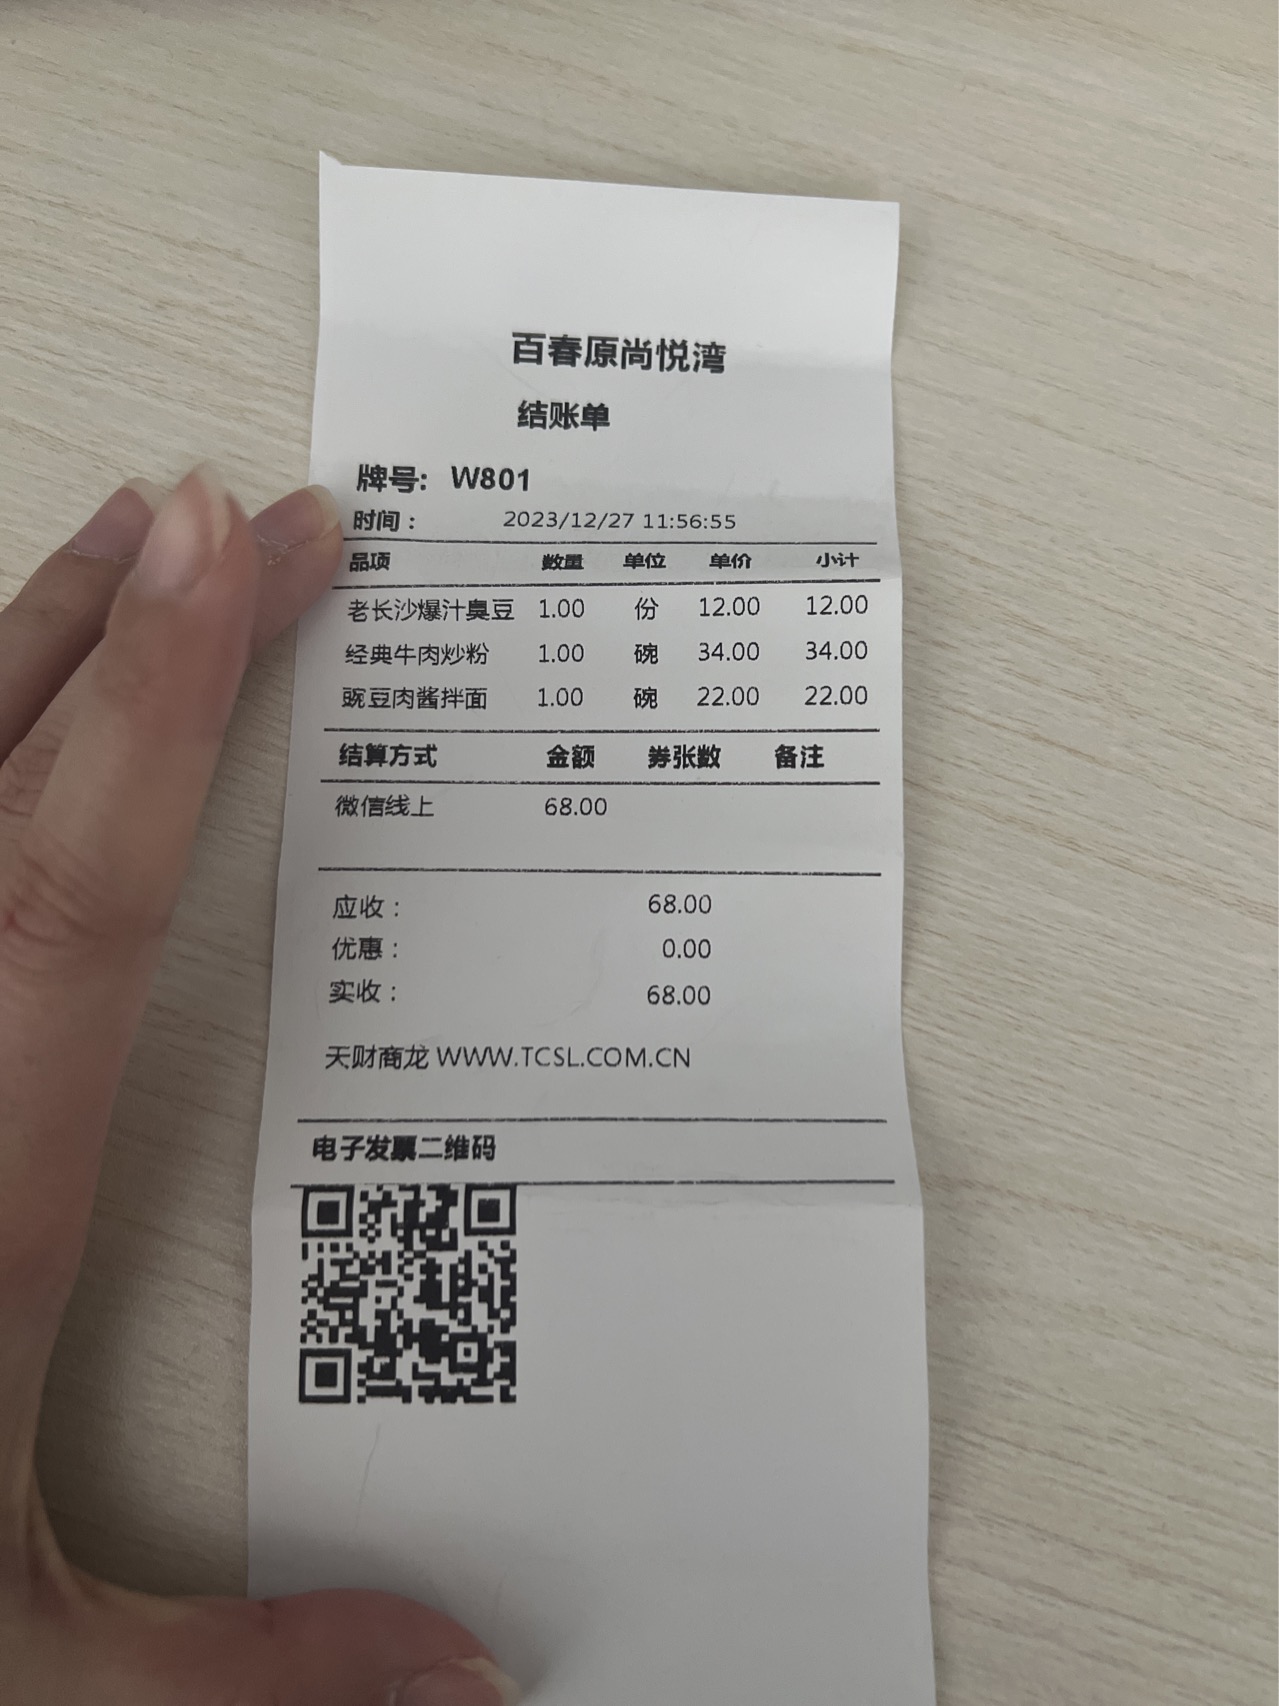 百春原尚悦湾
结账单
牌号: W801
时间： 2023/12/27 11:56:55
品项 数量 单位 单价 小计
老长沙爆汁臭豆 1.00 份 12.00 12.00
经典牛肉炒粉 1.00 碗 34.00 34.00
豌豆肉酱拌面 1.00 碗 22.00 22.00
结算方式 金额 券张数 备注
微信线上 68.00
应收： 68.00
优惠： 0.00
实收： 68.00
天财商龙 WWW.TCSL.COM.CN
电子发票二维码